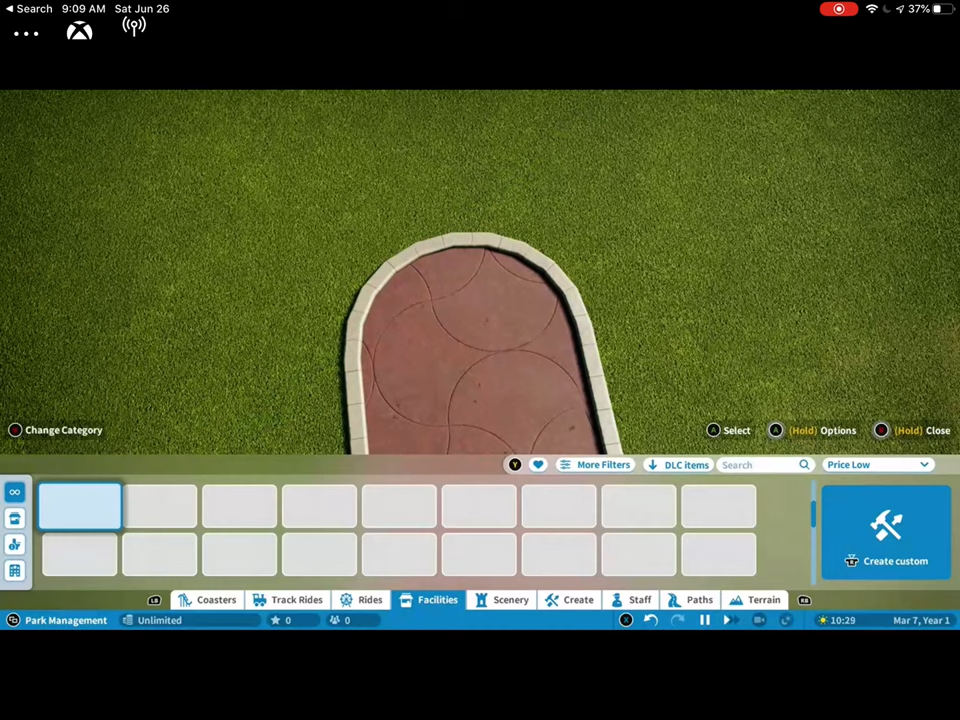 Search 9:09 AM Sat Jun 26 37%
Change Category
A Select A (Hold) Options B (Hold) Close
Y More Filters DLC items Search Price Low
Create custom
LB Coasters Track Rides Rides Facilities Scenery Create Staff Paths Terrain RB
Park Management Unlimited 0 0 X 10:29 Mar 7, Year 1